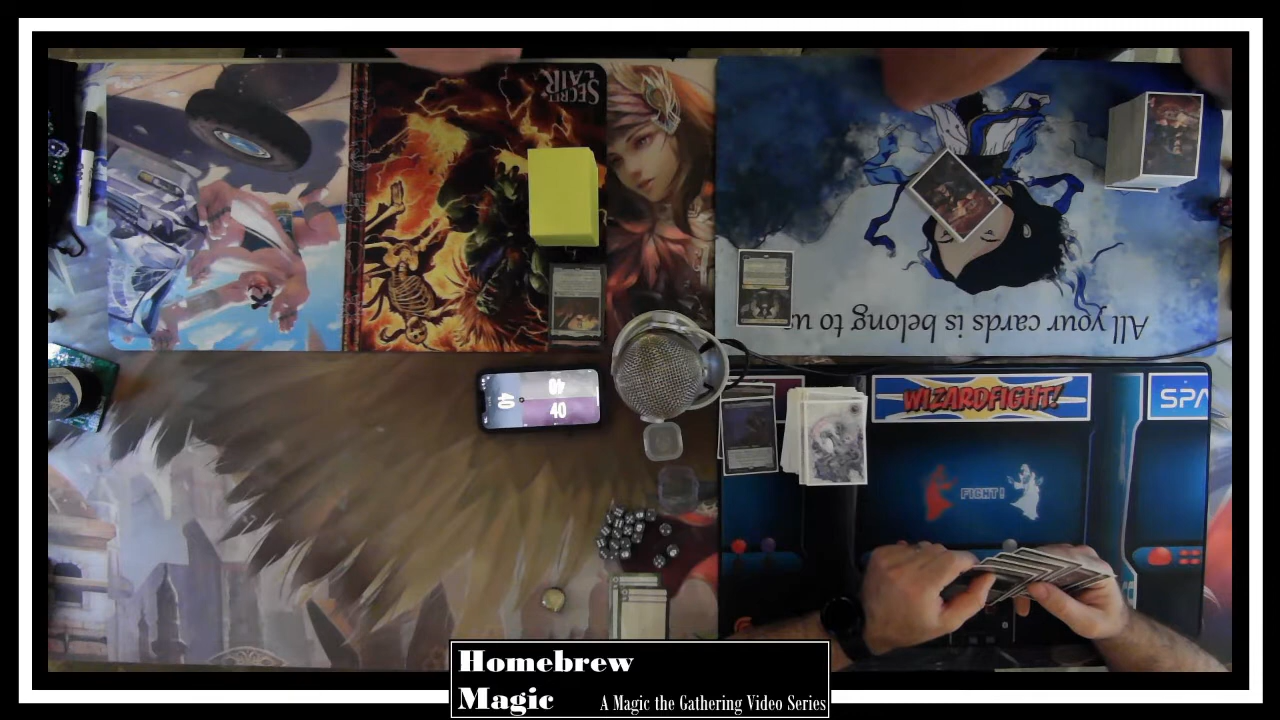 SECRET
LAIR
All your cards is belong to us
WIZARDFIGHT!
SPA
FIGHT!
40
40
40
Homebrew
Magic
A Magic the Gathering Video Series